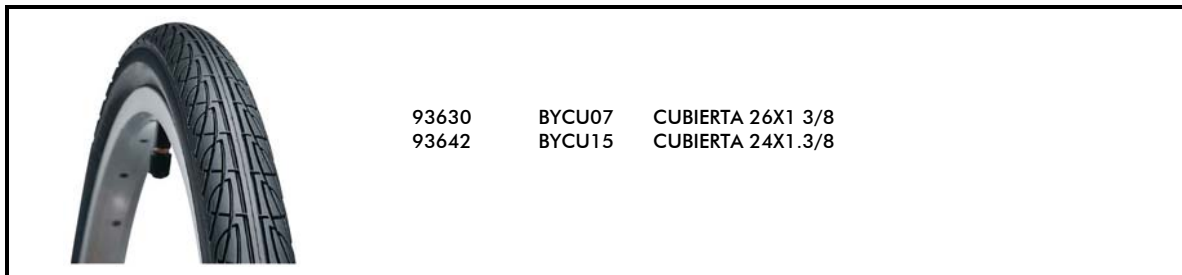 93630 BYCU07 CUBIERTA 26X1 3/8
93642 BYCU15 CUBIERTA 24X1.3/8